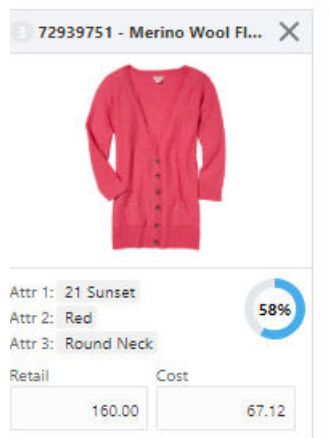 3 72939751 - Merino Wool Fl...
Attr 1: 21 Sunset
58%
Attr 2: Red
Attr 3: Round Neck
Retail Cost
160.00 67.12